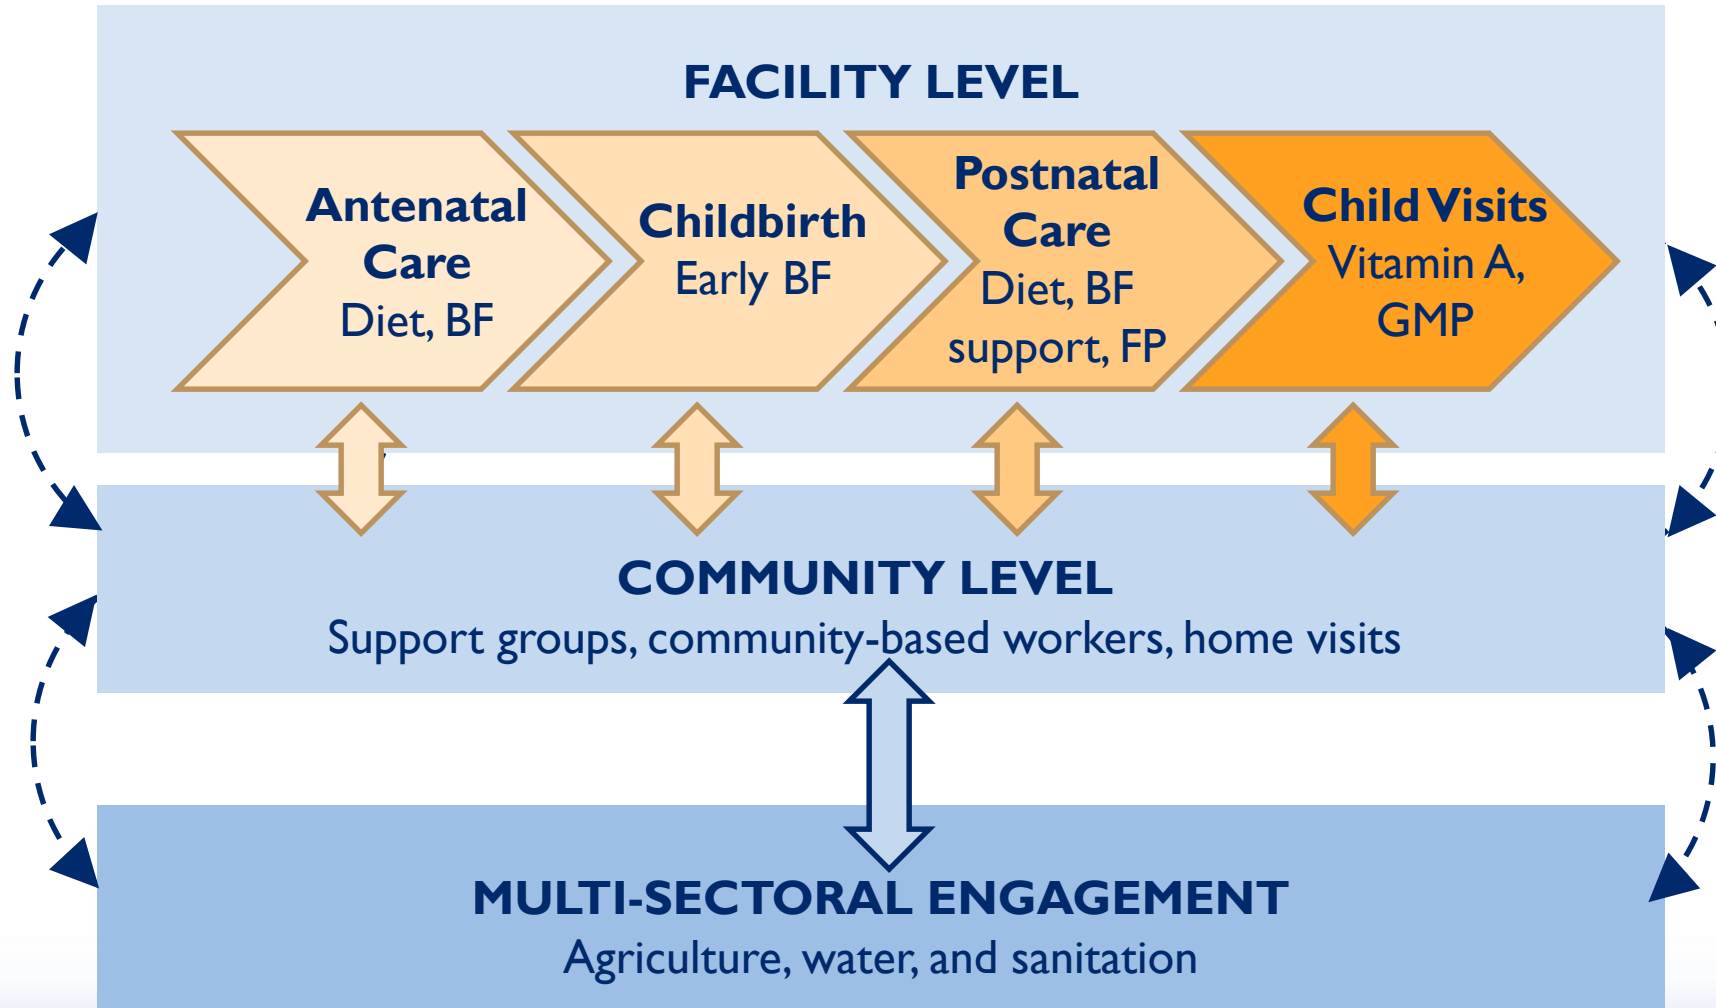 FACILITY LEVEL
Antenatal
Care
Diet, BF
Childbirth
Early BF
Postnatal
Care
Diet, BF
support, FP
Child Visits
Vitamin A,
GMP
COMMUNITY LEVEL
Support groups, community-based workers, home visits
MULTI-SECTORAL ENGAGEMENT
Agriculture, water, and sanitation